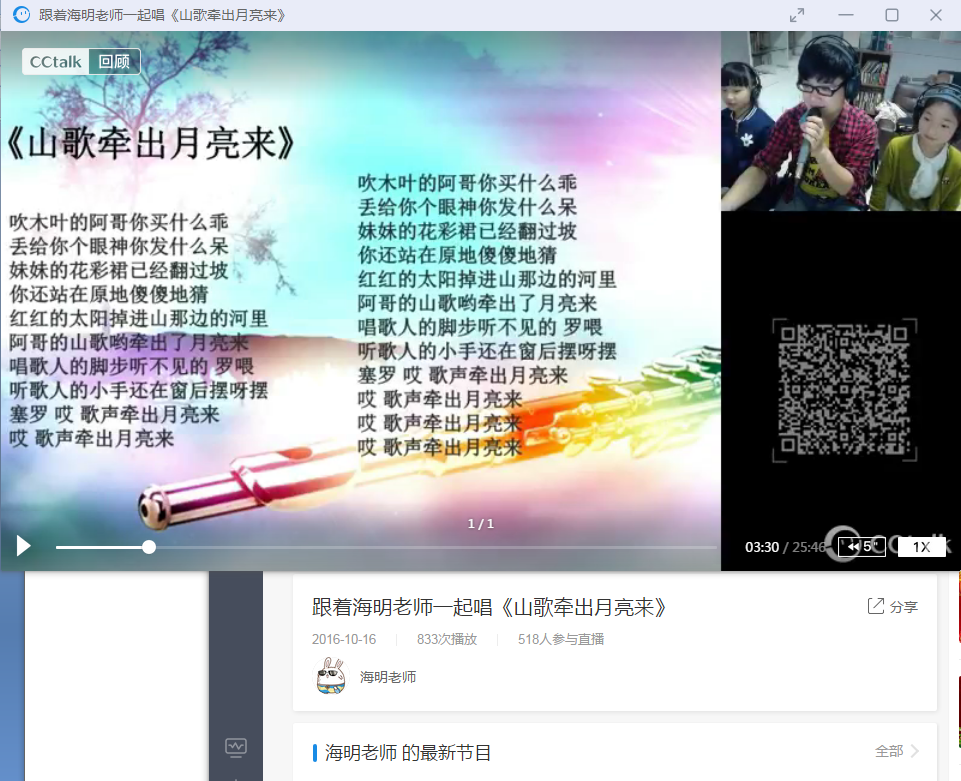 跟着海明老师一起唱《山歌牵出月亮来》
CCtalk 回顾
《山歌牵出月亮来》
吹木叶的阿哥你买什么乖
丢给你个眼神你发什么呆
妹妹的花彩裙已经翻过坡
你还站在原地傻傻地猜
红红的太阳掉进山那边的河里
阿哥的山歌哟牵出了月亮来
唱歌人的脚步听不见的 罗喂
听歌人的小手还在窗后摆呀摆
塞罗 哎 歌声牵出月亮来
哎 歌声牵出月亮来
吹木叶的阿哥你买什么乖
丢给你个眼神你发什么呆
妹妹的花彩裙已经翻过坡
你还站在原地傻傻地猜
红红的太阳掉进山那边的河里
阿哥的山歌哟牵出了月亮来
唱歌人的脚步听不见的 罗喂
听歌人的小手还在窗后摆呀摆
塞罗 哎 歌声牵出月亮来
哎 歌声牵出月亮来
哎 歌声牵出月亮来
哎 歌声牵出月亮来
1 / 1
03:30 / 25:46
5"
1X
跟着海明老师一起唱《山歌牵出月亮来》
分享
2016-10-16
833次播放
518人参与直播
海明老师
海明老师 的最新节目
全部